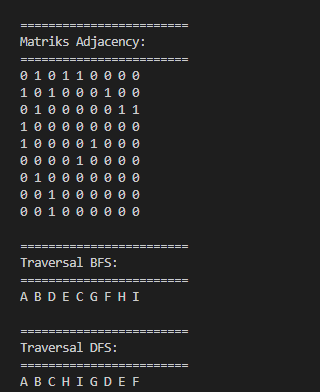 ========================
Matriks Adjacency:
========================
0 1 0 1 1 0 0 0 0
1 0 1 0 0 0 1 0 0
0 1 0 0 0 0 0 1 1
1 0 0 0 0 0 0 0 0
1 0 0 0 0 1 0 0 0
0 0 0 0 1 0 0 0 0
0 1 0 0 0 0 0 0 0
0 0 1 0 0 0 0 0 0
0 0 1 0 0 0 0 0 0
========================
Traversal BFS:
========================
A B D E C G F H I
========================
Traversal DFS:
========================
A B C H I G D E F